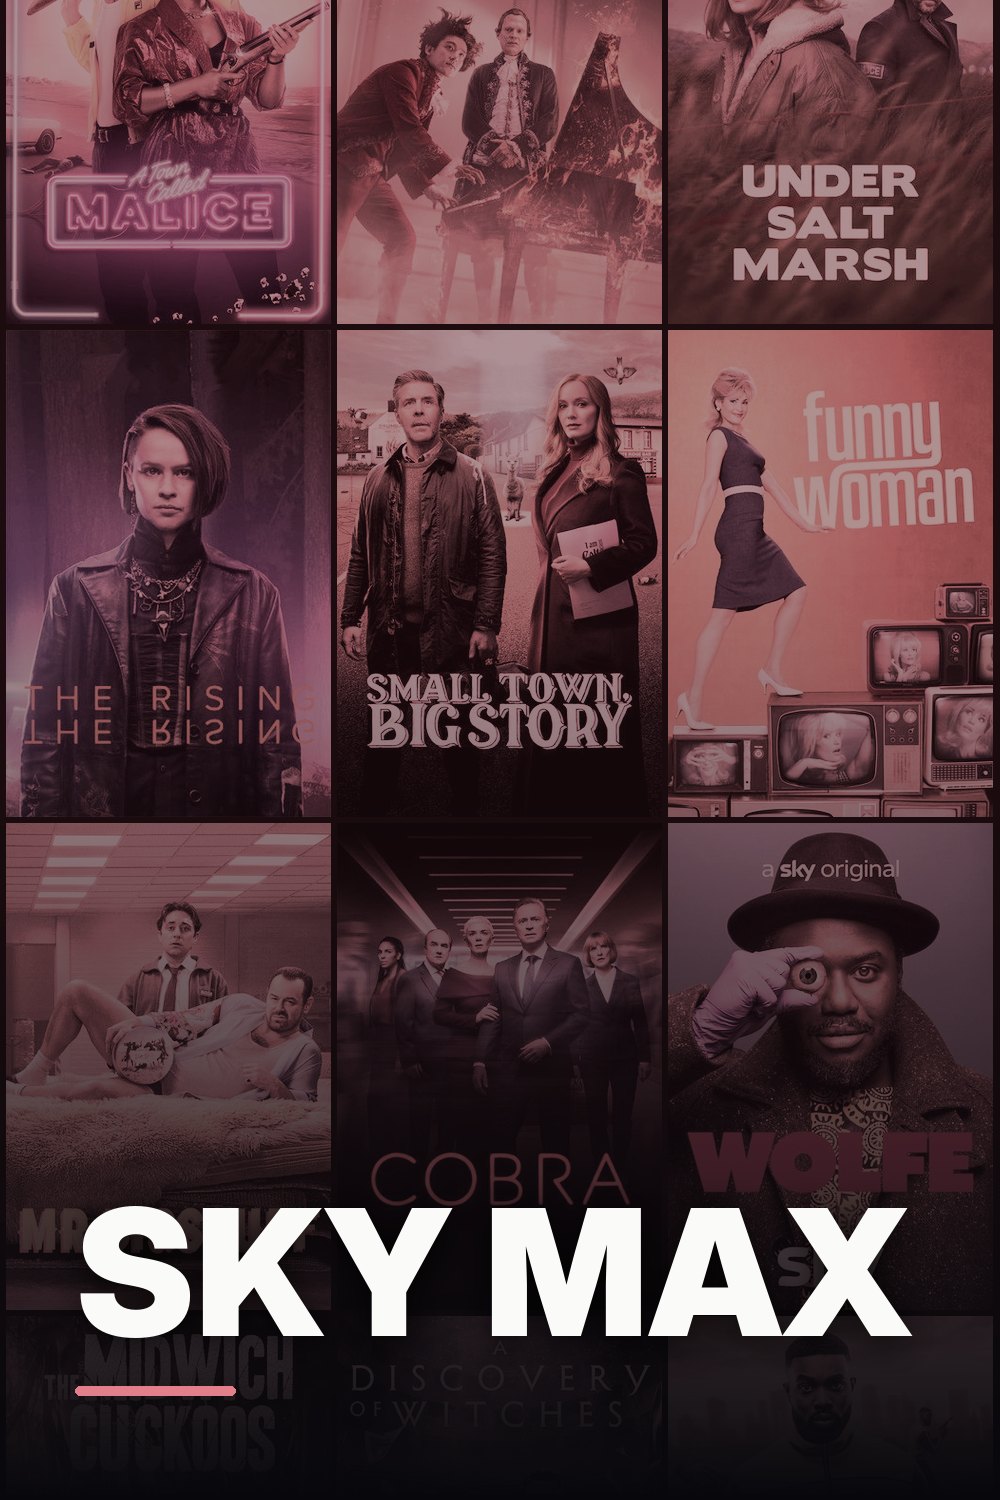 A Town
Called
MALICE
UNDER
SALT
MARSH
THE RISING
THE RISING
SMALL TOWN,
BIG STORY
I am
funny
woman
a sky original
COBRA
WOLFE
SKY MAX
THE MIDWICH
CUCKOOS
A
DISCOVERY
OF WITCHES